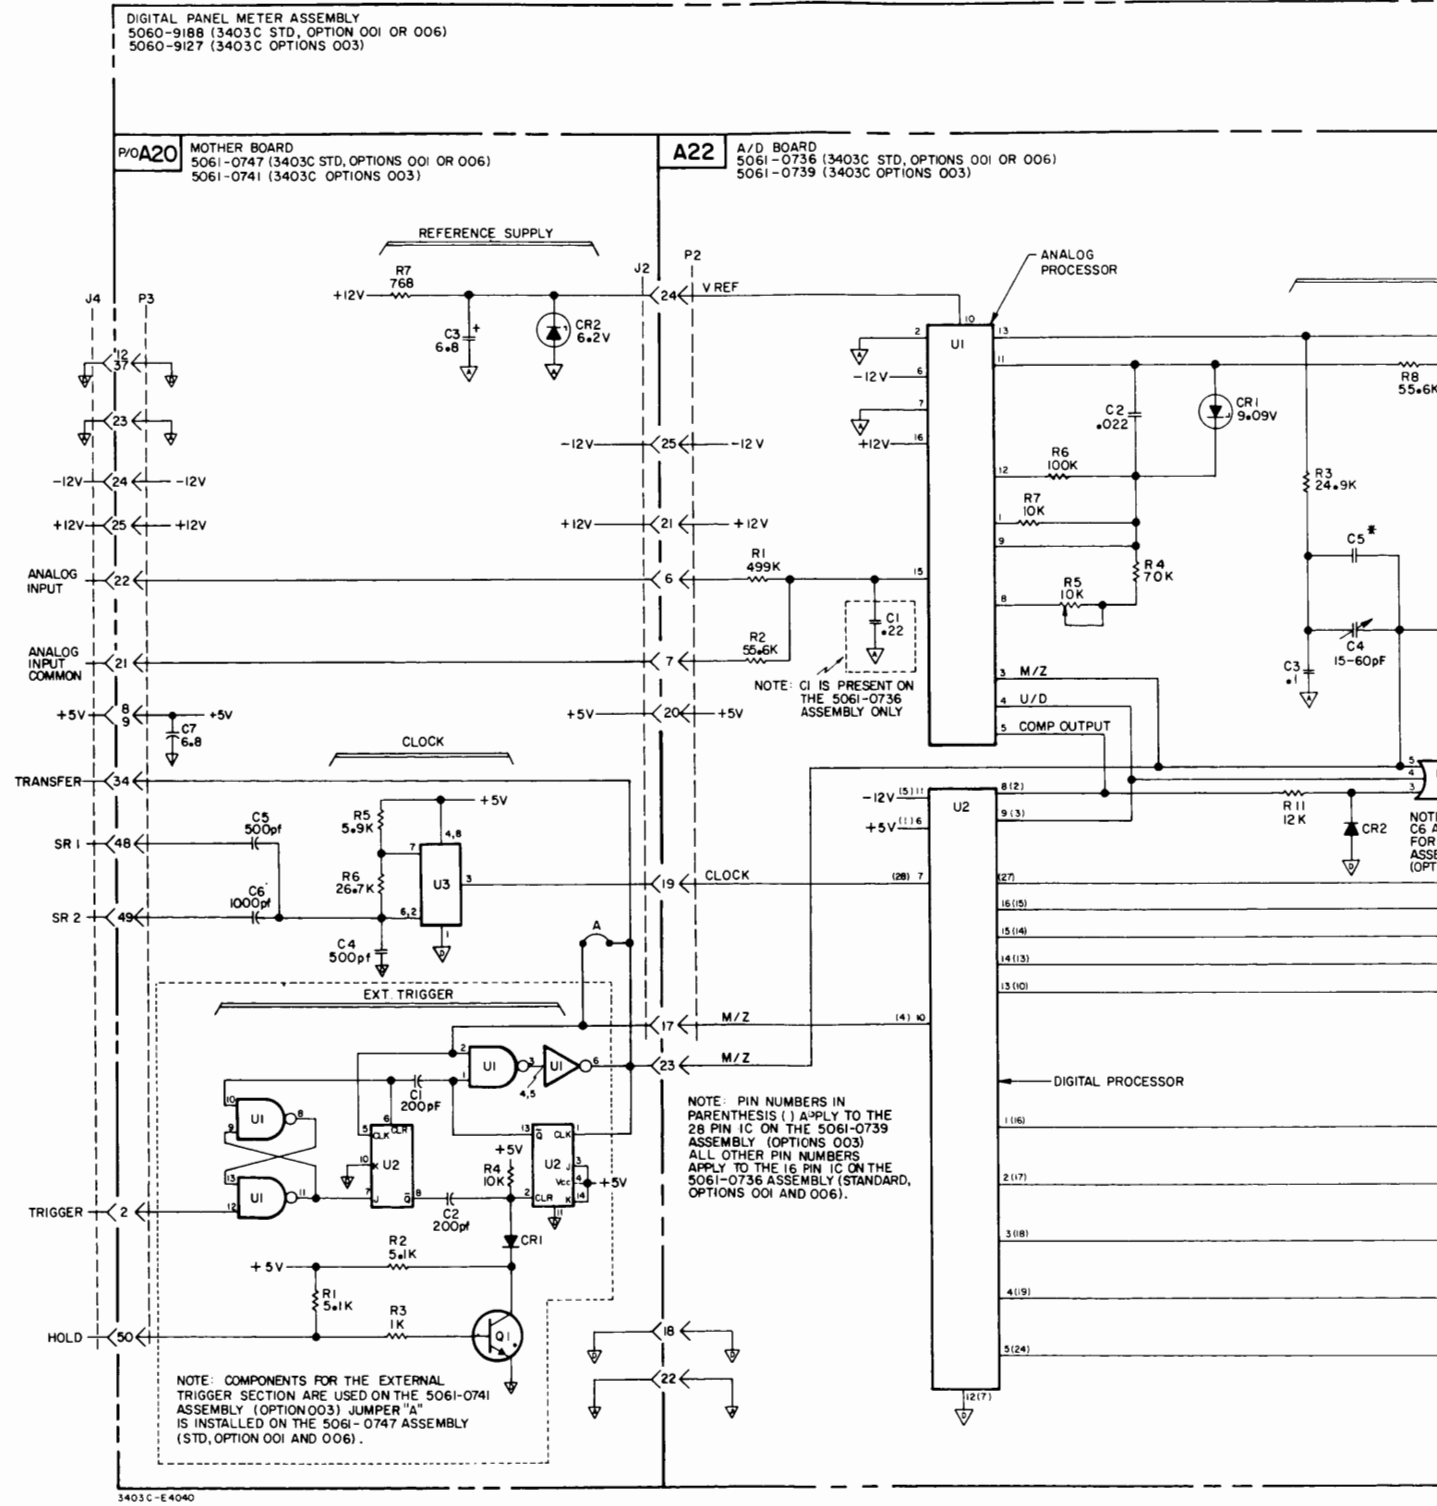 DIGITAL PANEL METER ASSEMBLY
5060-9188 (3403C STD, OPTION 001 OR 006)
5060-9127 (3403C OPTIONS 003)
P/O A20
MOTHER BOARD
5061-0747 (3403C STD, OPTIONS 001 OR 006)
5061-0741 (3403C OPTIONS 003)
A22
A/D BOARD
5061-0736 (3403C STD, OPTIONS 001 OR 006)
5061-0739 (3403C OPTIONS 003)
REFERENCE SUPPLY
J4
P3
J2
P2
R7
768
+12V
C3 +
6.8
CR2
6.2V
24
V REF
ANALOG
PROCESSOR
10
U1
2
6
7
16
15
-12V
+12V
13
11
12
1
9
8
3 M/Z
4 U/D
5 COMP OUTPUT
C2
.022
CR1
9.09V
R8
55.6K
R6
100K
R7
10K
R4
70K
R5
10K
R3
24.9K
C5 *
C4
15-60pF
C3
.1
12
37
23
-12V 24 -12V
+12V 25 +12V
-12V 25 -12V
+12V 21 +12V
ANALOG
INPUT
22
6
R1
499K
C1
.22
ANALOG
INPUT
COMMON
21
7
R2
55.6K
NOTE: C1 IS PRESENT ON
THE 5061-0736
ASSEMBLY ONLY
+5V 8
9
+5V
C7
6.8
+5V 20 +5V
CLOCK
TRANSFER 34
SR 1 48
C5
500pf
SR 2 49
C6
1000pf
R5
5.9K
R6
26.7K
+5V
4,8
7
U3
3
6,2
1
D
C4
500pf
19 CLOCK
A
-12V (5) 11
+5V (1) 6
U2
8(2)
9(3)
R11
12K
CR2
5
4
3
(28) 7
(27)
16(15)
15(14)
14(13)
13(10)
EXT. TRIGGER
17 M/Z
(4) 10
23 M/Z
DIGITAL PROCESSOR
1(16)
2(17)
3(18)
4(19)
5(24)
12(7)
D
NOTE: PIN NUMBERS IN
PARENTHESIS ( ) APPLY TO THE
28 PIN IC ON THE 5061-0739
ASSEMBLY (OPTIONS 003)
ALL OTHER PIN NUMBERS
APPLY TO THE 16 PIN IC ON THE
5061-0736 ASSEMBLY (STANDARD,
OPTIONS 001 AND 006).
2
1
U1
3
4,5
U1
6
C1
200pF
10
9
U1
8
13
12
U1
11
5
6
CLK
CLR
10 K
U2
7 J
Q̅ 8
C2
200pf
+5V
R4
10K
13 Q̅ CLK 1
U2 J 3
Vcc 4
+5V
2 CLR K 14
11
TRIGGER 2
CR1
+5V
R2
5.1K
R1
5.1K
R3
1K
Q1
HOLD 50
18
22
NOTE: COMPONENTS FOR THE EXTERNAL
TRIGGER SECTION ARE USED ON THE 5061-0741
ASSEMBLY (OPTION 003) JUMPER "A"
IS INSTALLED ON THE 5061-0747 ASSEMBLY
(STD, OPTION 001 AND 006).
3403C-E4040